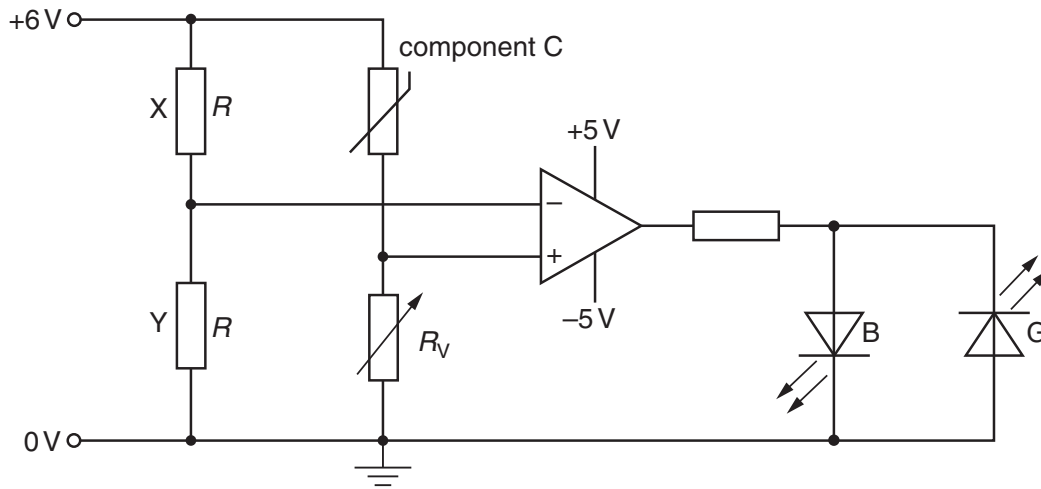 +6 V
component C
X R
+5 V
−
+
Y R
R_V
−5 V
B
G
0 V